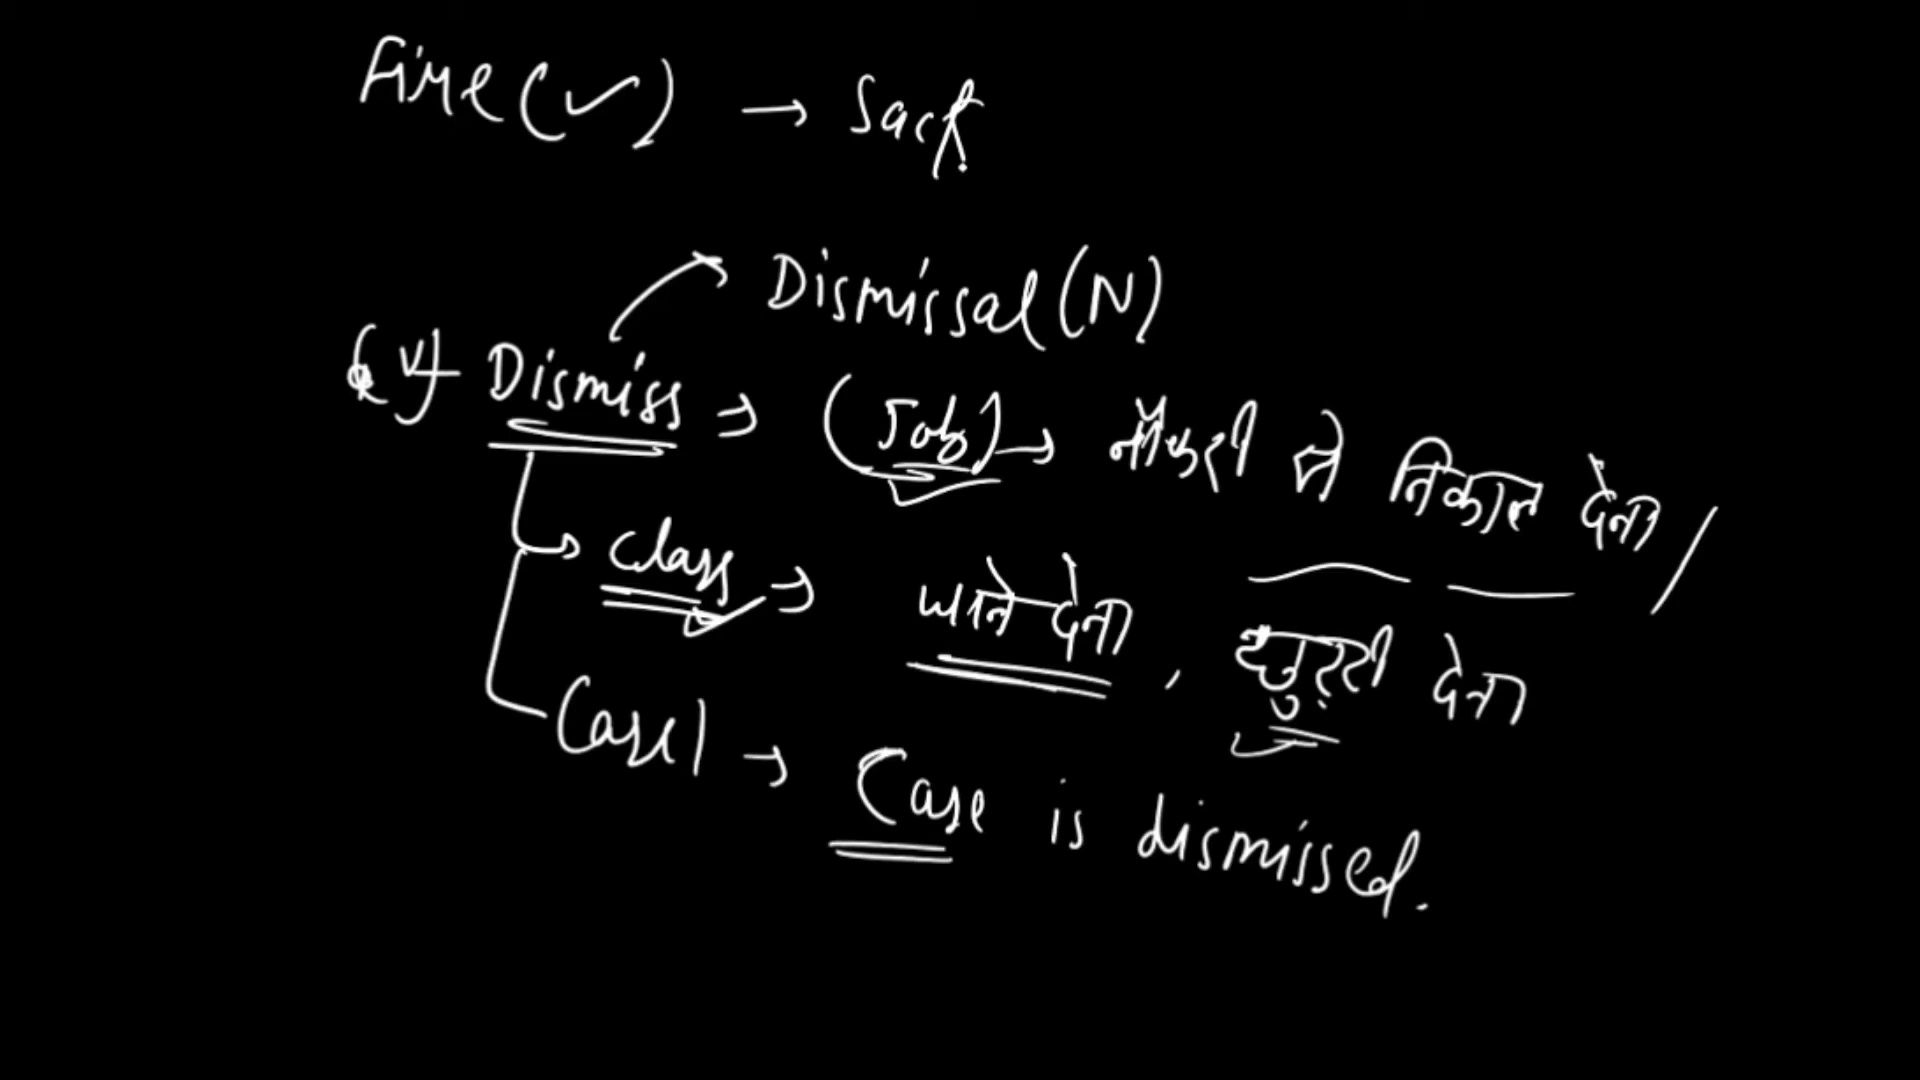 Fire (V) → Sack
Dismissal (N)
(V) Dismiss → (Job) → नौकरी से निकाल देना /
Class → जाने देना , छुट्टी देना
Case → Case is dismissed.